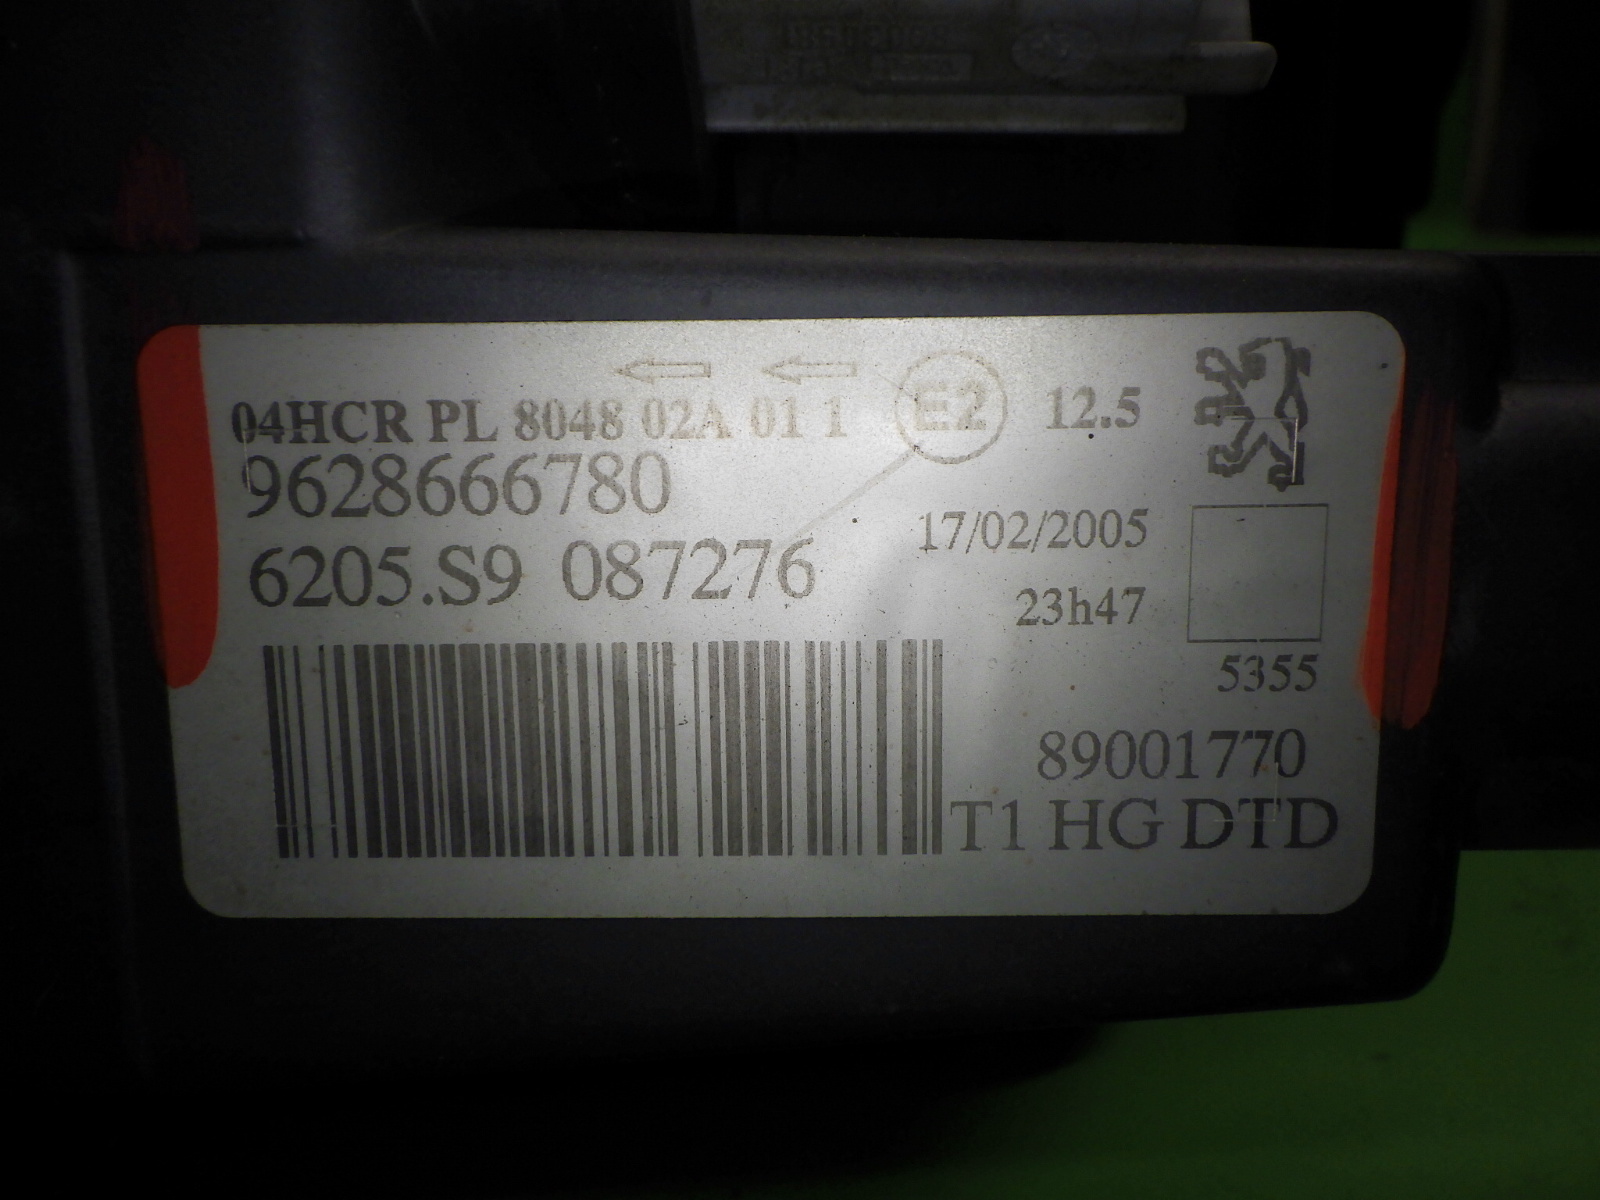 04HCR PL 8048 02A 01 1 E2 12.5
9628666780
6205.S9 087276
17/02/2005
23h47
5355
89001770
T1 HG DTD